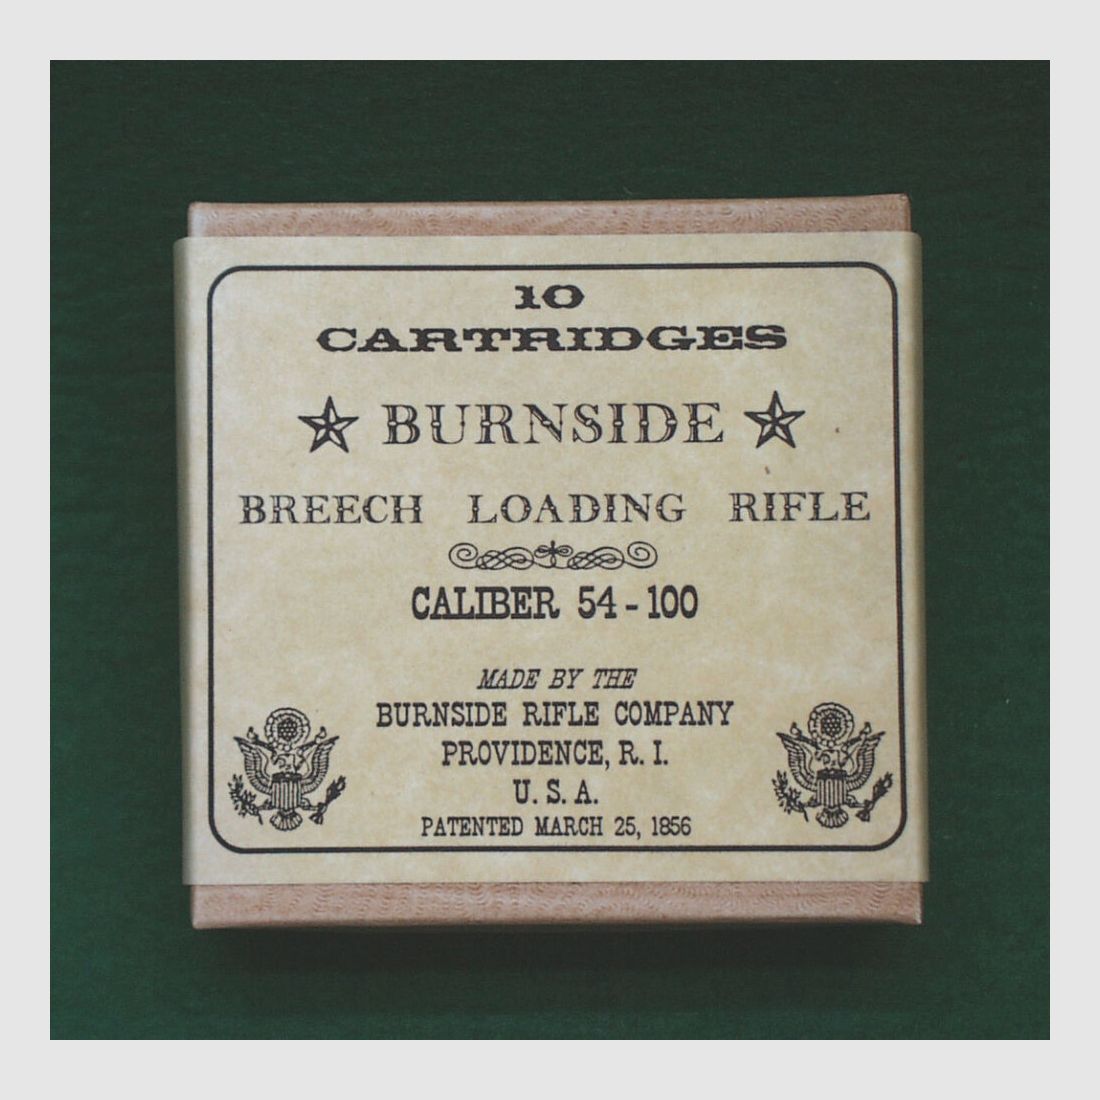 10
CARTRIDGES
BURNSIDE
BREECH LOADING RIFLE
CALIBER 54-100
MADE BY THE
BURNSIDE RIFLE COMPANY
PROVIDENCE, R. I.
U. S. A.
PATENTED MARCH 25, 1856